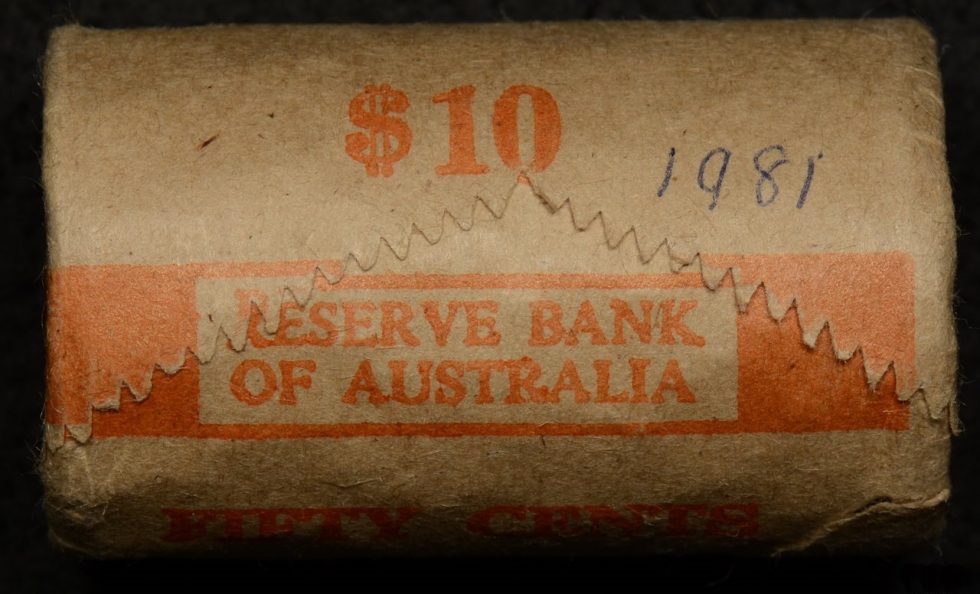 $10
1981
RESERVE BANK
OF AUSTRALIA
FIFTY CENTS